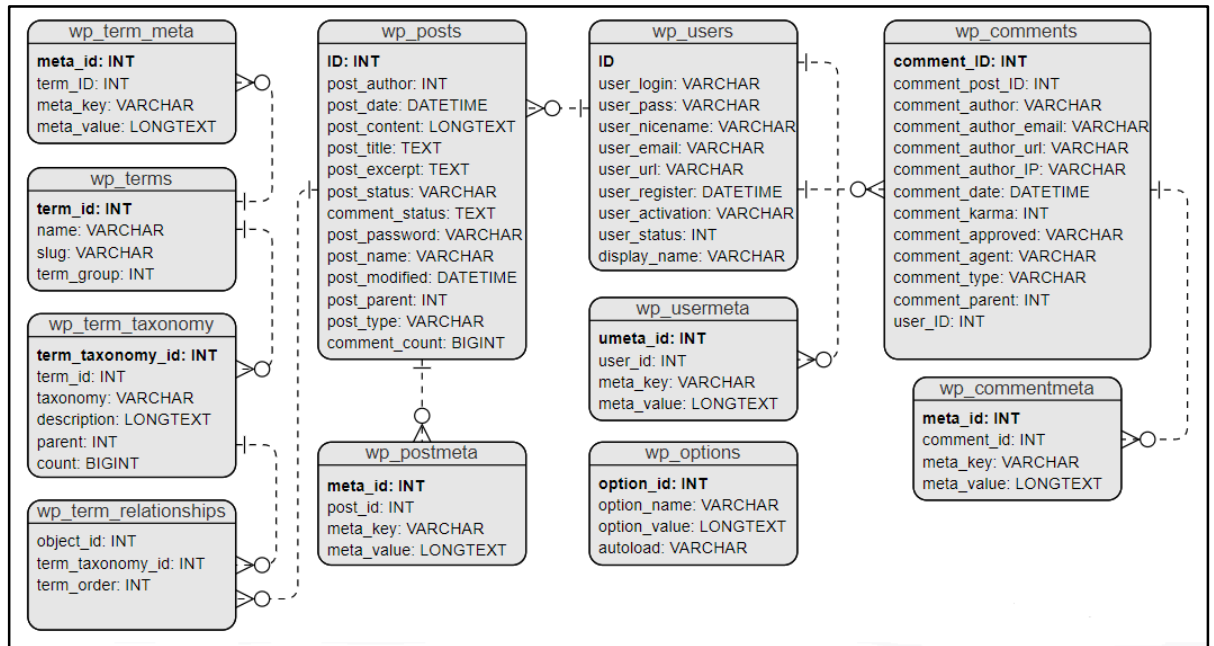 wp_term_meta
meta_id: INT
term_ID: INT
meta_key: VARCHAR
meta_value: LONGTEXT
wp_terms
term_id: INT
name: VARCHAR
slug: VARCHAR
term_group: INT
wp_term_taxonomy
term_taxonomy_id: INT
term_id: INT
taxonomy: VARCHAR
description: LONGTEXT
parent: INT
count: BIGINT
wp_term_relationships
object_id: INT
term_taxonomy_id: INT
term_order: INT
wp_posts
ID: INT
post_author: INT
post_date: DATETIME
post_content: LONGTEXT
post_title: TEXT
post_excerpt: TEXT
post_status: VARCHAR
comment_status: TEXT
post_password: VARCHAR
post_name: VARCHAR
post_modified: DATETIME
post_parent: INT
post_type: VARCHAR
comment_count: BIGINT
wp_postmeta
meta_id: INT
post_id: INT
meta_key: VARCHAR
meta_value: LONGTEXT
wp_users
ID
user_login: VARCHAR
user_pass: VARCHAR
user_nicename: VARCHAR
user_email: VARCHAR
user_url: VARCHAR
user_register: DATETIME
user_activation: VARCHAR
user_status: INT
display_name: VARCHAR
wp_usermeta
umeta_id: INT
user_id: INT
meta_key: VARCHAR
meta_value: LONGTEXT
wp_options
option_id: INT
option_name: VARCHAR
option_value: LONGTEXT
autoload: VARCHAR
wp_comments
comment_ID: INT
comment_post_ID: INT
comment_author: VARCHAR
comment_author_email: VARCHAR
comment_author_url: VARCHAR
comment_author_IP: VARCHAR
comment_date: DATETIME
comment_karma: INT
comment_approved: VARCHAR
comment_agent: VARCHAR
comment_type: VARCHAR
comment_parent: INT
user_ID: INT
wp_commentmeta
meta_id: INT
comment_id: INT
meta_key: VARCHAR
meta_value: LONGTEXT